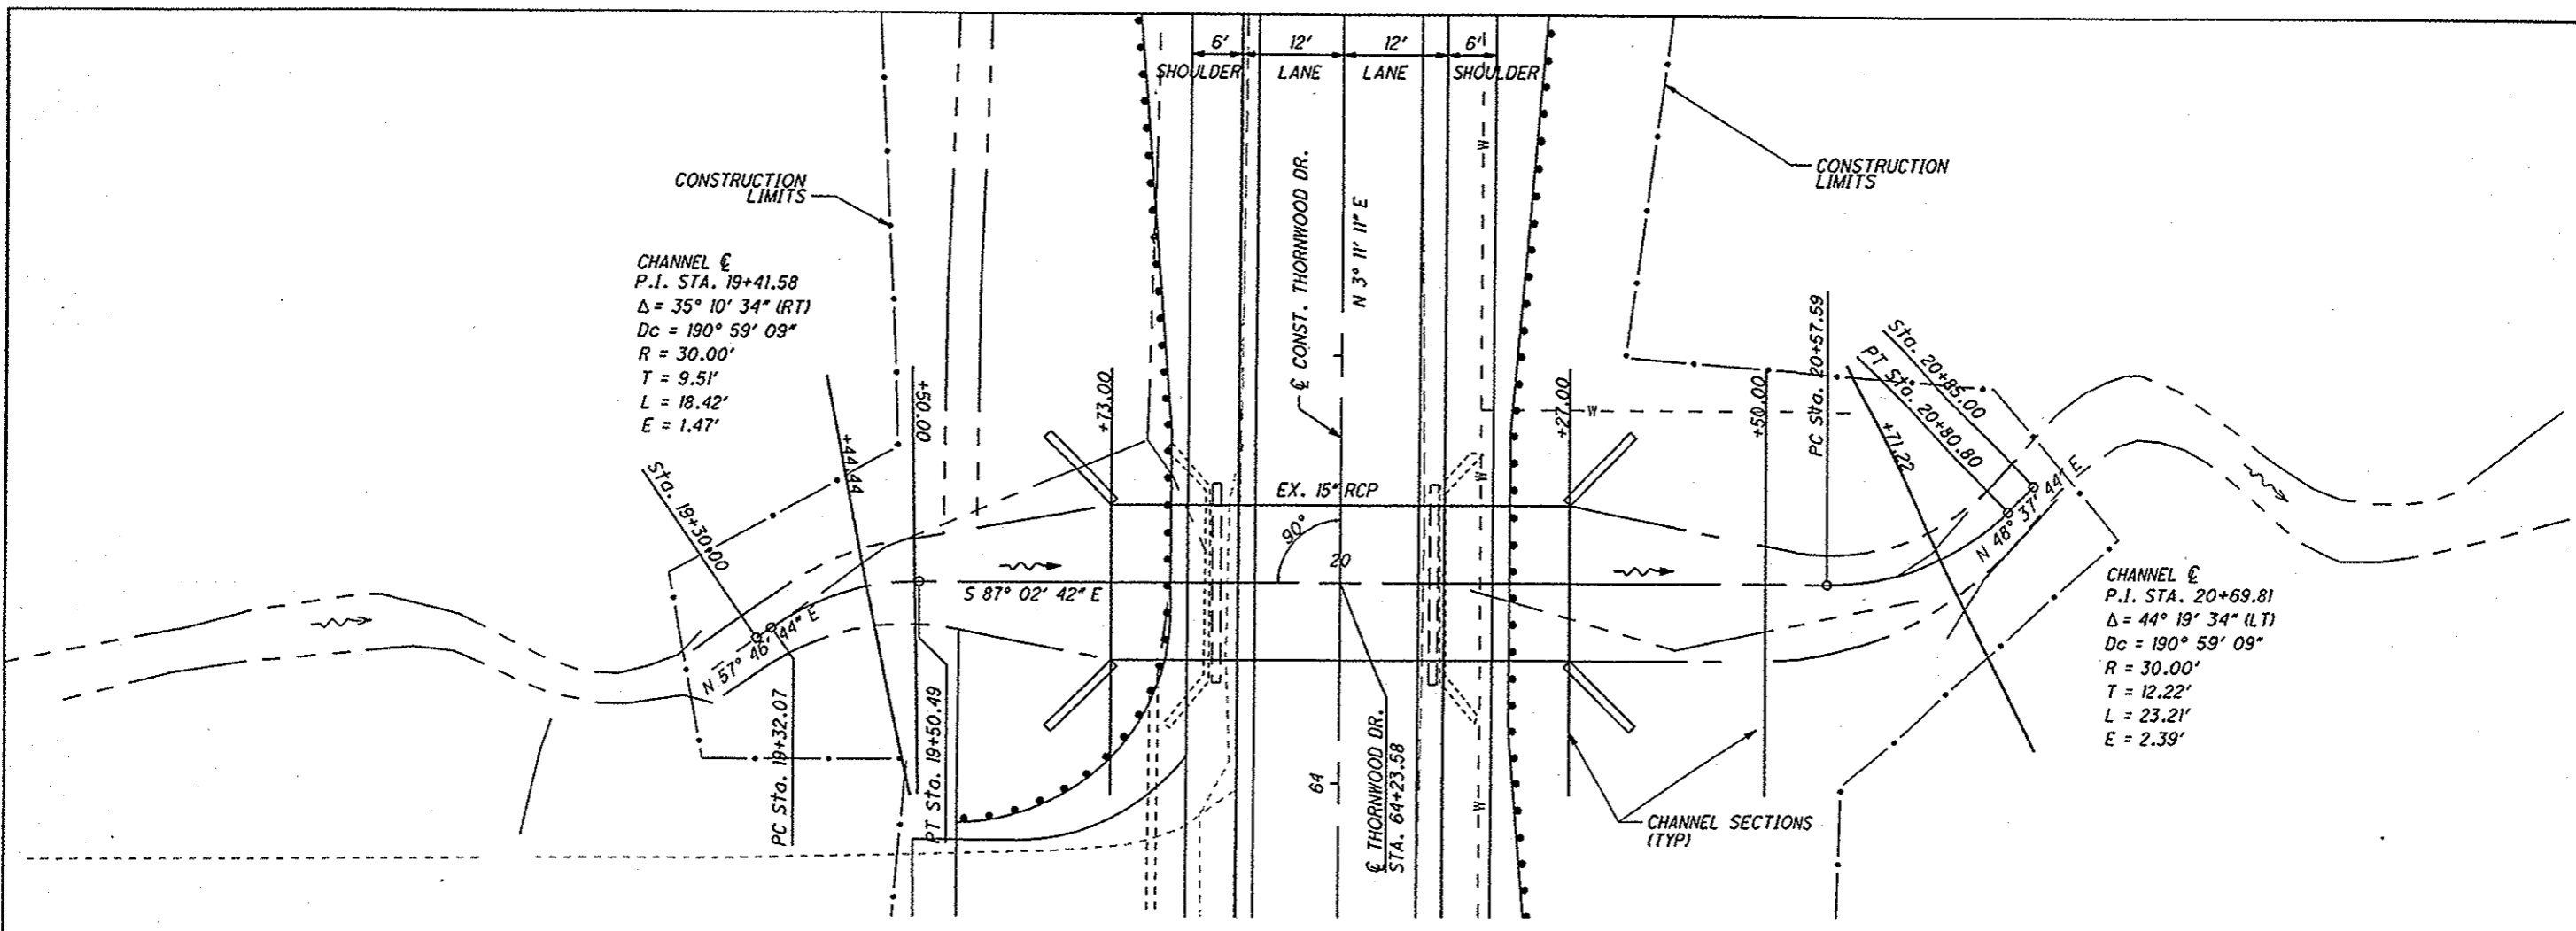 6' 12' 12' 6'
SHOULDER LANE LANE SHOULDER
CONSTRUCTION
LIMITS
CONSTRUCTION
LIMITS
℄ CONST. THORNWOOD DR.
N 3° 11' 11" E
W
CHANNEL ℄
P.I. STA. 19+41.58
Δ = 35° 10' 34" (RT)
Dc = 190° 59' 09"
R = 30.00'
T = 9.51'
L = 18.42'
E = 1.47'
Sta. 19+30.00
+44.44
+50.00
+73.00
+27.00
+50.00
PC Sta. 20+57.59
Sta. 20+85.00
PT Sta. 20+80.80
+71.22
W
W
EX. 15" RCP
90°
20
S 87° 02' 42" E
N 57° 46' 44" E
N 48° 37' 44" E
PC Sta. 19+32.07
PT Sta. 19+50.49
64
W
W
℄ THORNWOOD DR.
STA. 64+23.58
CHANNEL SECTIONS
(TYP)
CHANNEL ℄
P.I. STA. 20+69.81
Δ = 44° 19' 34" (LT)
Dc = 190° 59' 09"
R = 30.00'
T = 12.22'
L = 23.21'
E = 2.39'